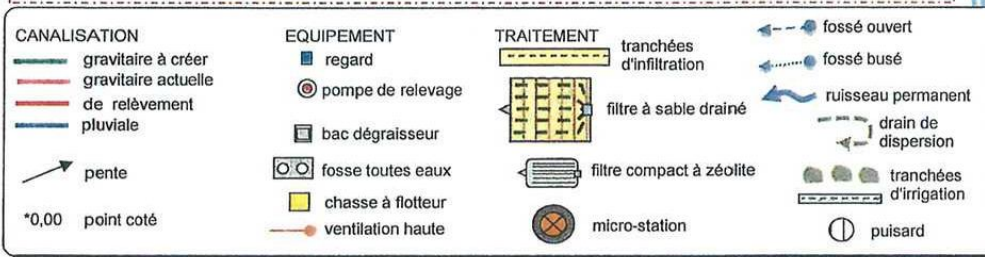 CANALISATION
gravitaire à créer
gravitaire actuelle
de relèvement
pluviale
pente
*0,00 point coté
EQUIPEMENT
regard
pompe de relevage
bac dégraisseur
fosse toutes eaux
chasse à flotteur
ventilation haute
TRAITEMENT
tranchées
d'infiltration
filtre à sable drainé
filtre compact à zéolite
micro-station
fossé ouvert
fossé busé
ruisseau permanent
drain de
dispersion
tranchées
d'irrigation
puisard